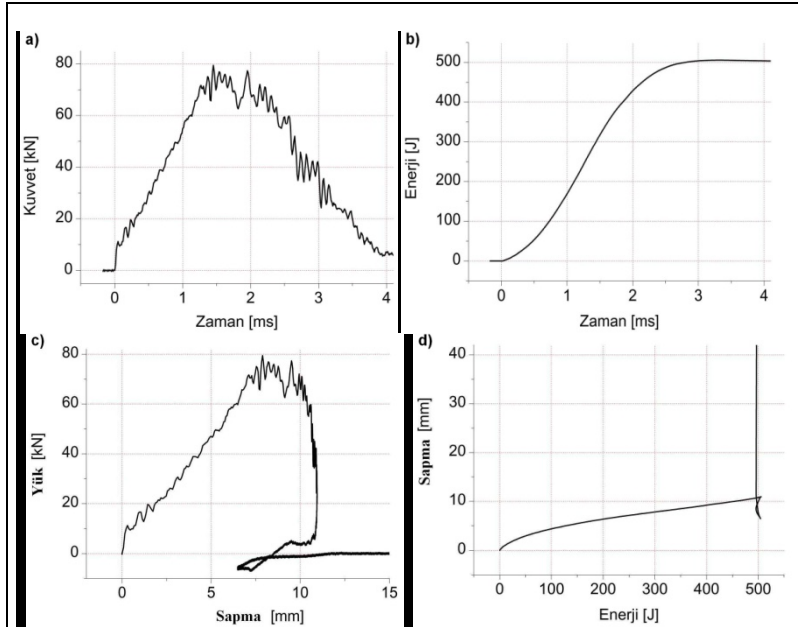 a)
80
60
40
20
0
Kuvvet [kN]
0 1 2 3 4
Zaman [ms]
b)
500
400
300
200
100
0
Enerji [J]
0 1 2 3 4
Zaman [ms]
c)
80
60
40
20
0
Yük [kN]
0 5 10 15
Sapma [mm]
d)
40
30
20
10
0
Sapma [mm]
0 100 200 300 400 500
Enerji [J]